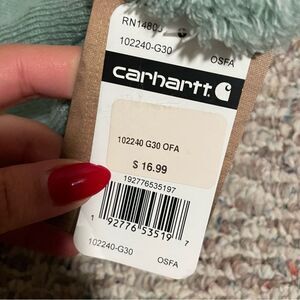 RN14806
102240-G30
OSFA
carhartt
102240 G30 OFA
$ 16.99
192776535197
1 92776 53519 7
102240-G30
OSFA